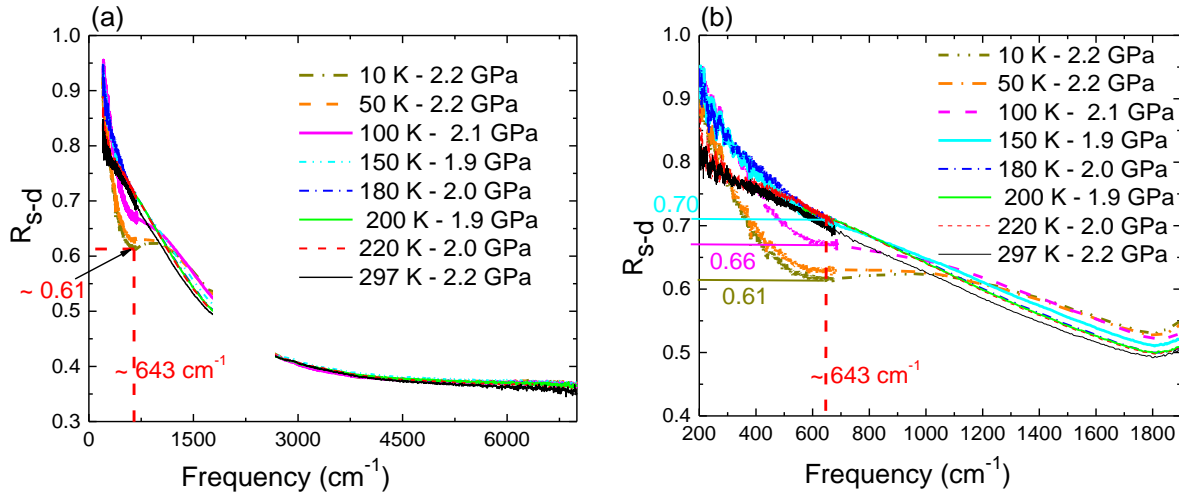 (a)
1.0
0.9
0.8
0.7
0.6
0.5
0.4
0.3
R_{S-d}
10 K - 2.2 GPa
50 K - 2.2 GPa
100 K - 2.1 GPa
150 K - 1.9 GPa
180 K - 2.0 GPa
200 K - 1.9 GPa
220 K - 2.0 GPa
297 K - 2.2 GPa
~ 0.61
~ 643 cm^{-1}
0 1500 3000 4500 6000
Frequency (cm^{-1})
(b)
1.0
0.9
0.8
0.7
0.6
0.5
0.4
R_{S-d}
10 K - 2.2 GPa
50 K - 2.2 GPa
100 K - 2.1 GPa
150 K - 1.9 GPa
180 K - 2.0 GPa
200 K - 1.9 GPa
220 K - 2.0 GPa
297 K - 2.2 GPa
0.70
0.66
0.61
~ 643 cm^{-1}
200 400 600 800 1000 1200 1400 1600 1800
Frequency (cm^{-1})